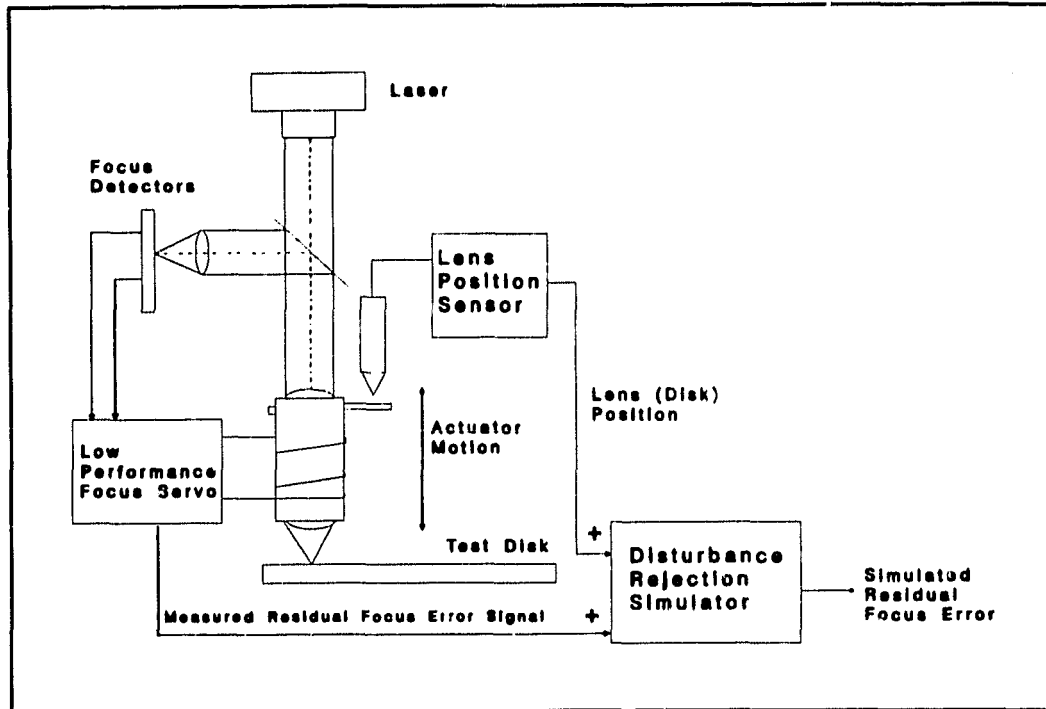 Laser
Focus
Detectors
Lens
Position
Sensor
Lens (Disk)
Position
Actuator
Motion
Low
Performance
Focus Servo
Test Disk
+
Disturbance
Rejection
Simulator
Simulated
Residual
Focus Error
Measured Residual Focus Error Signal
+